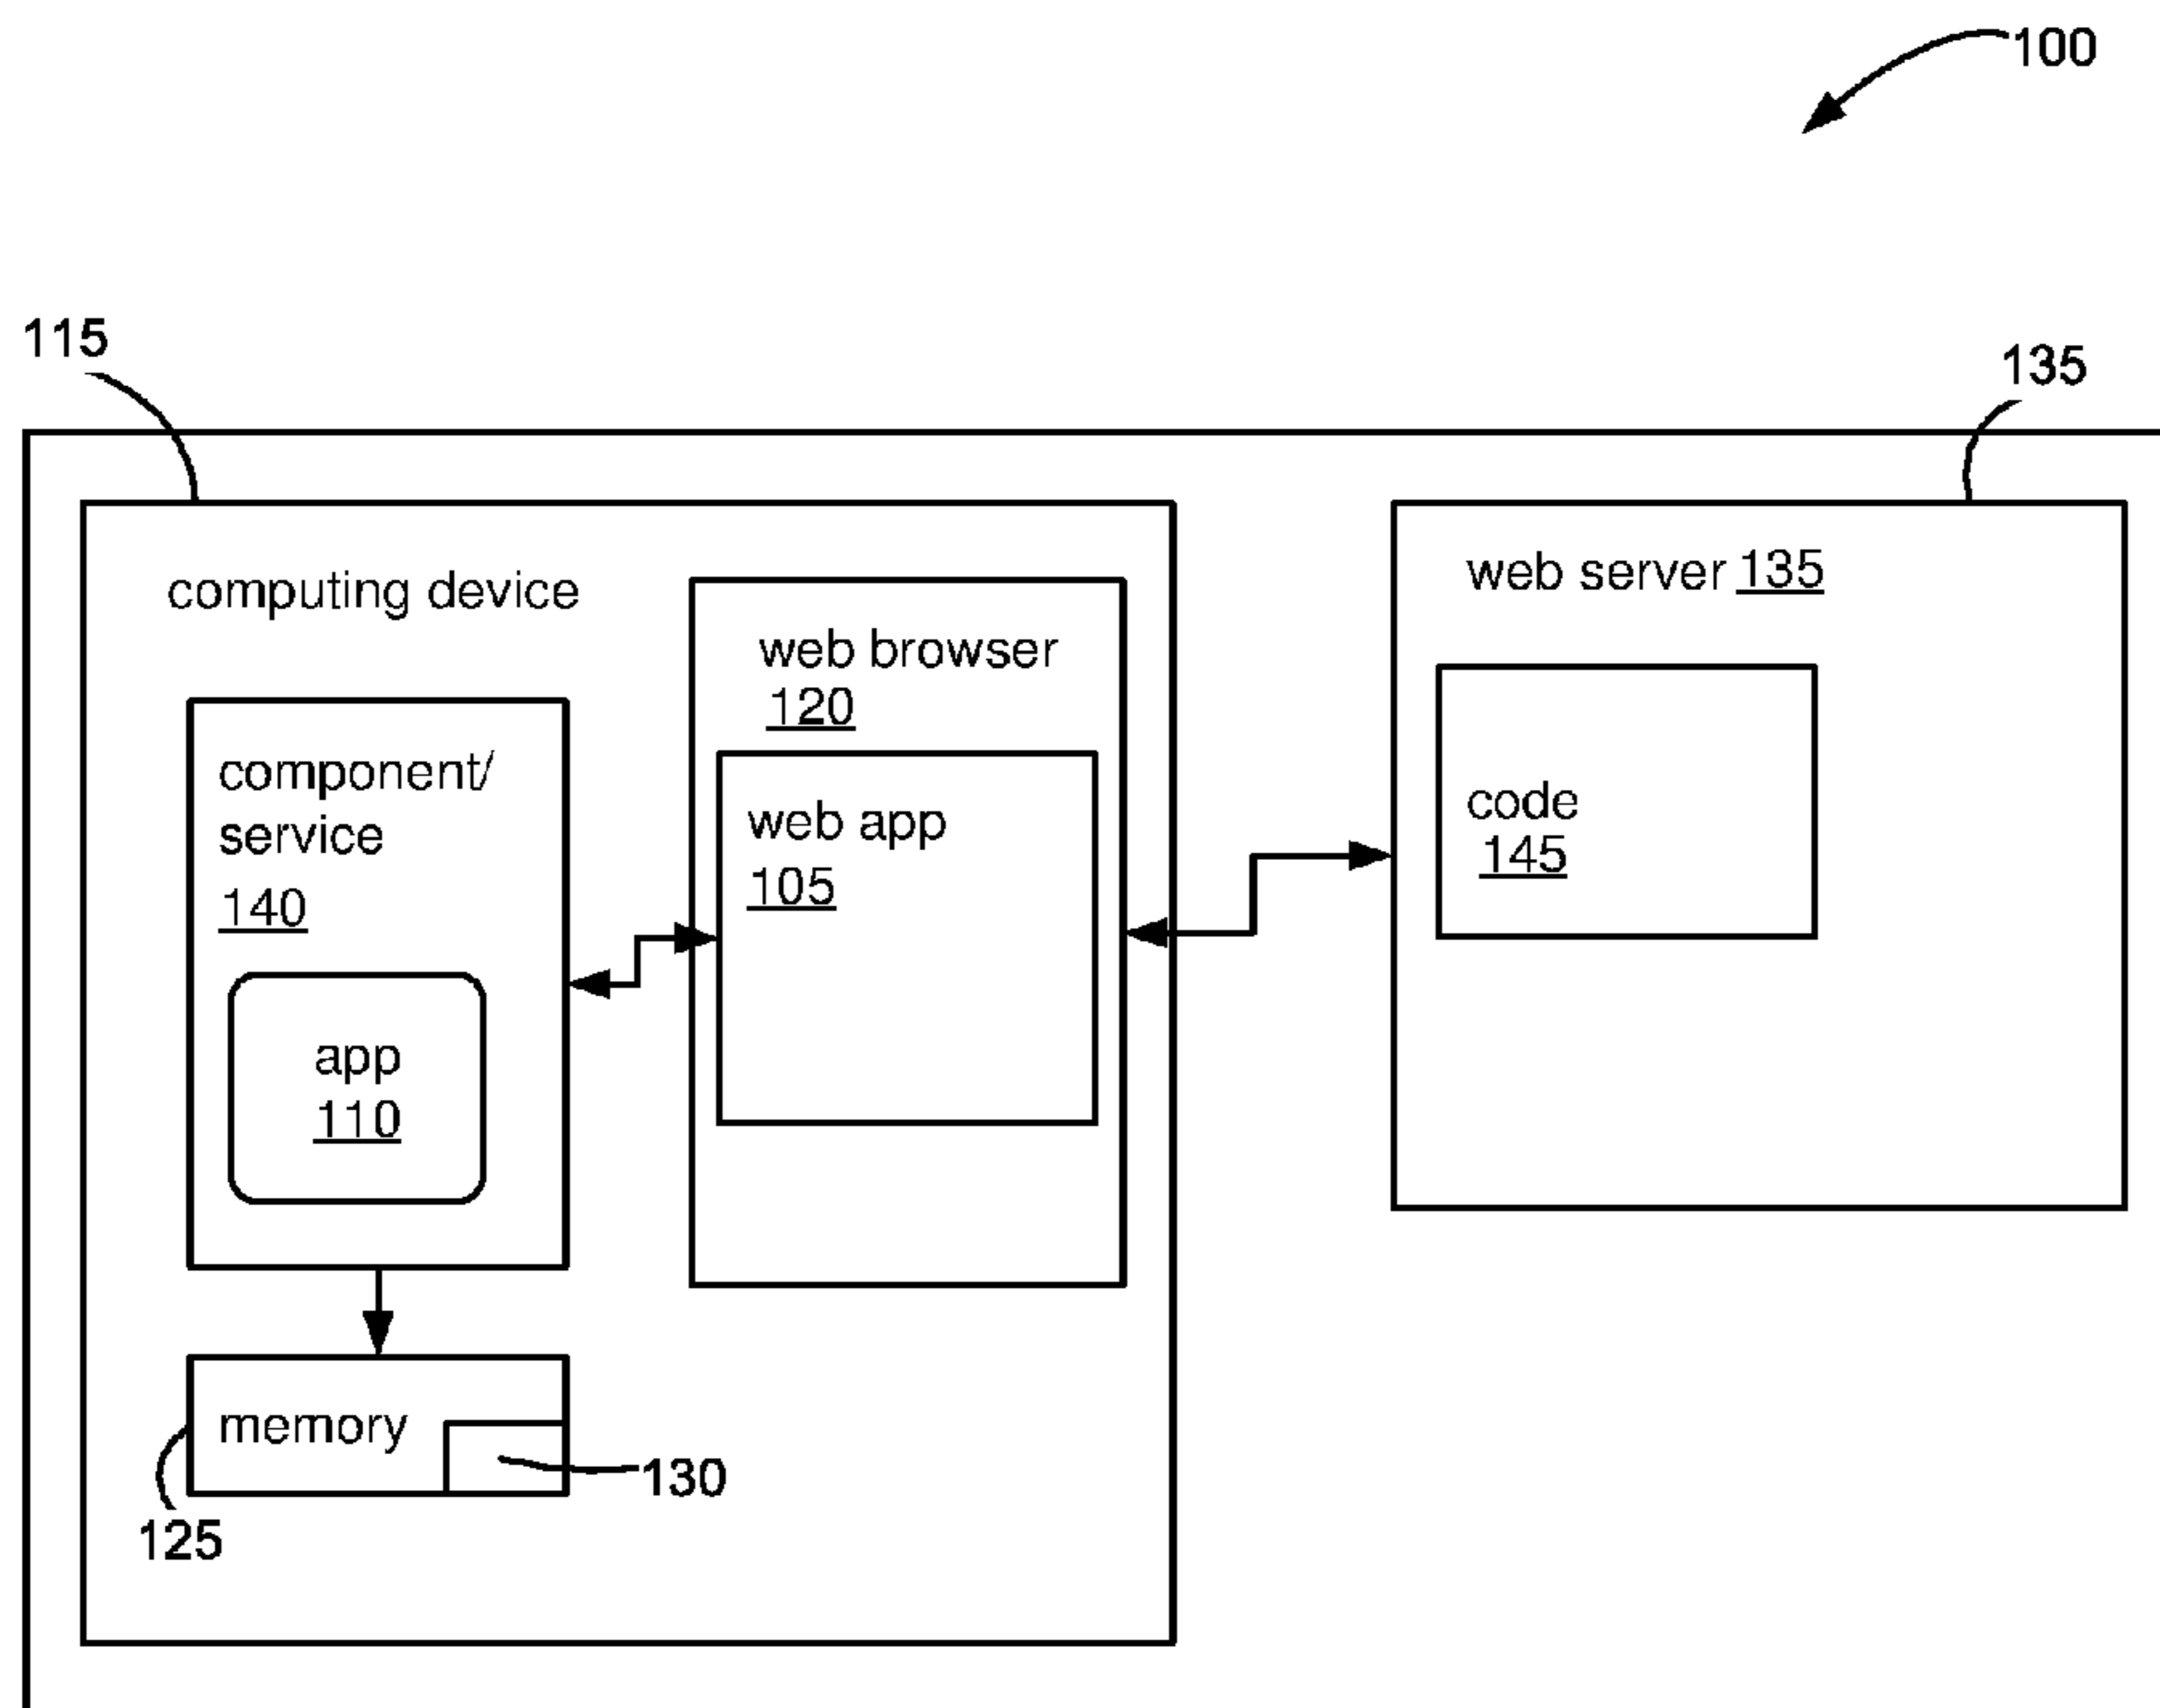 100
115
135
computing device
web server 135
web browser
120
component/
service
140
web app
105
code
145
app
110
memory
130
125